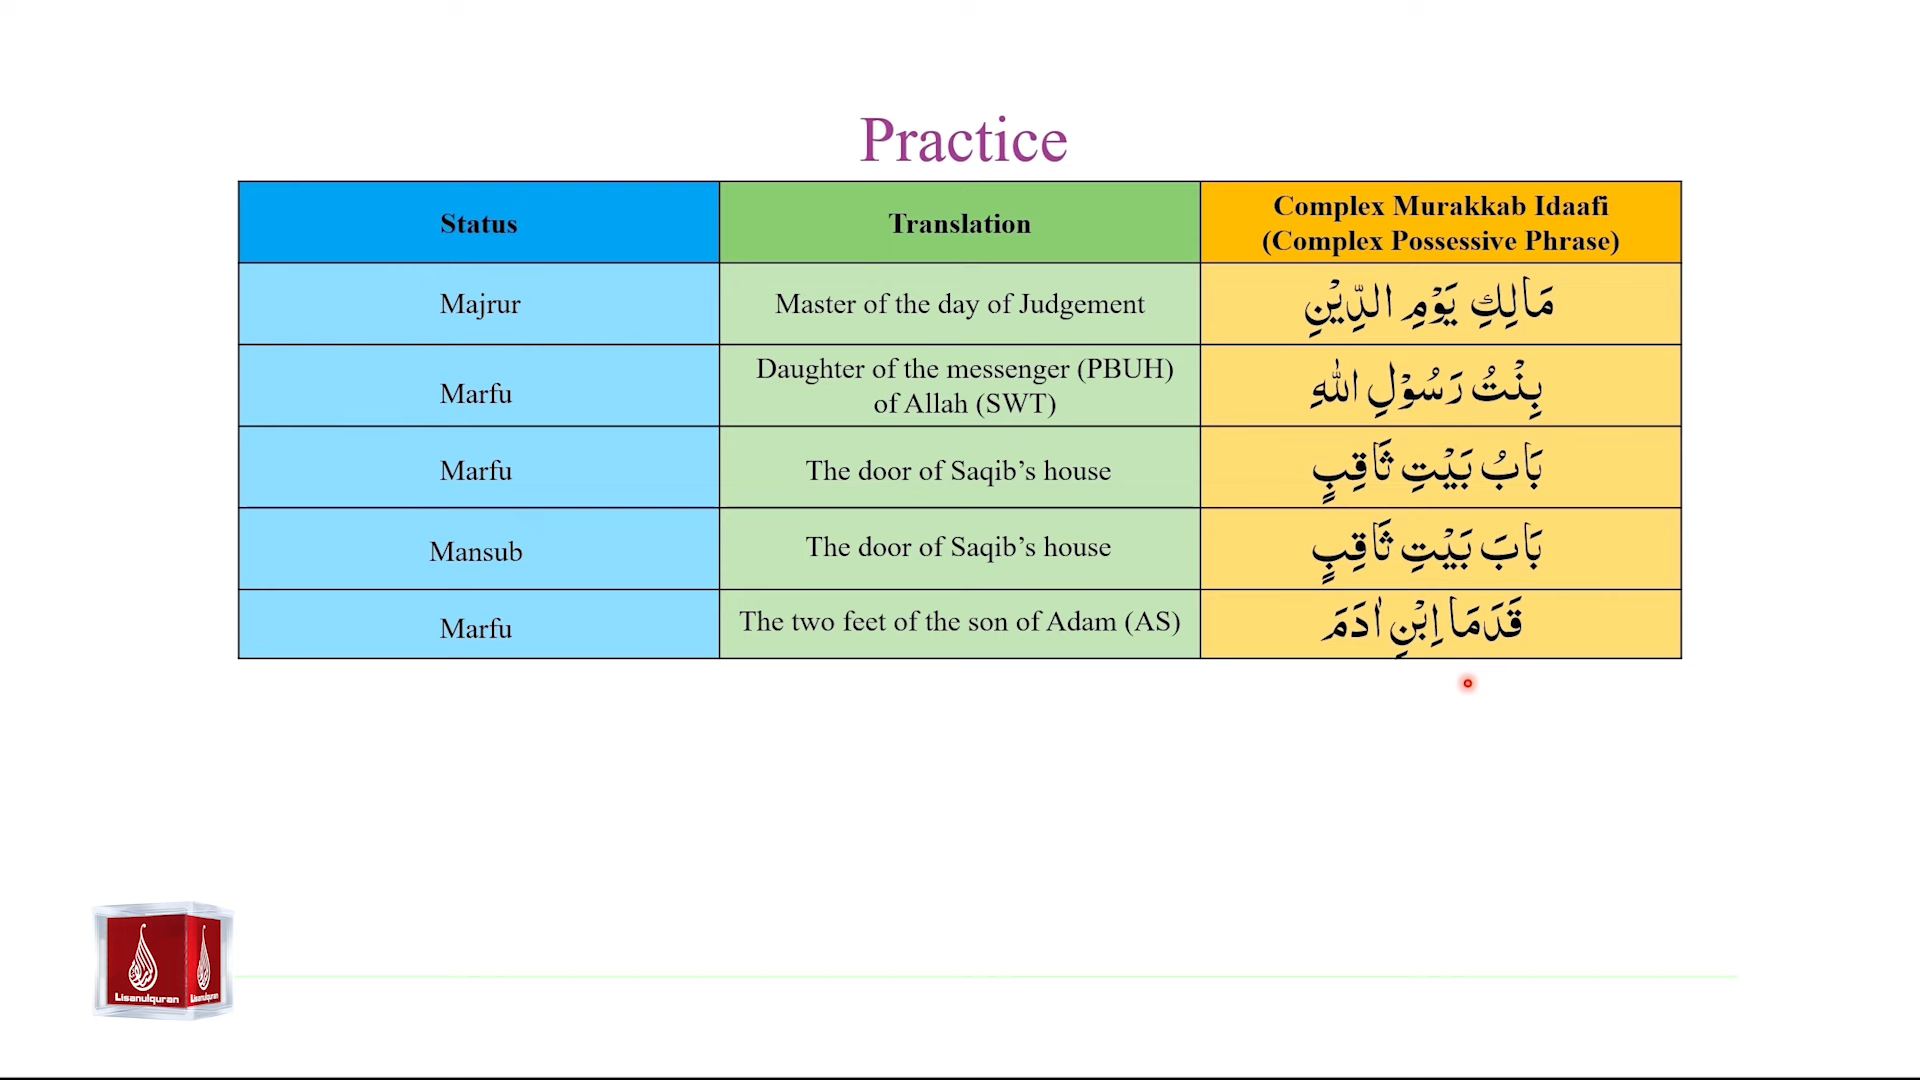 Practice
Status
Translation
Complex Murakkab Idaafi
(Complex Possessive Phrase)
Majrur
Master of the day of Judgement
مَالِكِ يَوْمِ الدِّيْنِ
Marfu
Daughter of the messenger (PBUH)
of Allah (SWT)
بِنْتُ رَسُوْلِ اللهِ
Marfu
The door of Saqib’s house
بَابُ بَيْتِ ثَاقِبٍ
Mansub
The door of Saqib’s house
بَابَ بَيْتِ ثَاقِبٍ
Marfu
The two feet of the son of Adam (AS)
قَدَمَا اِبْنِ اٰدَمَ
Lisanulquran
Lisanulquran